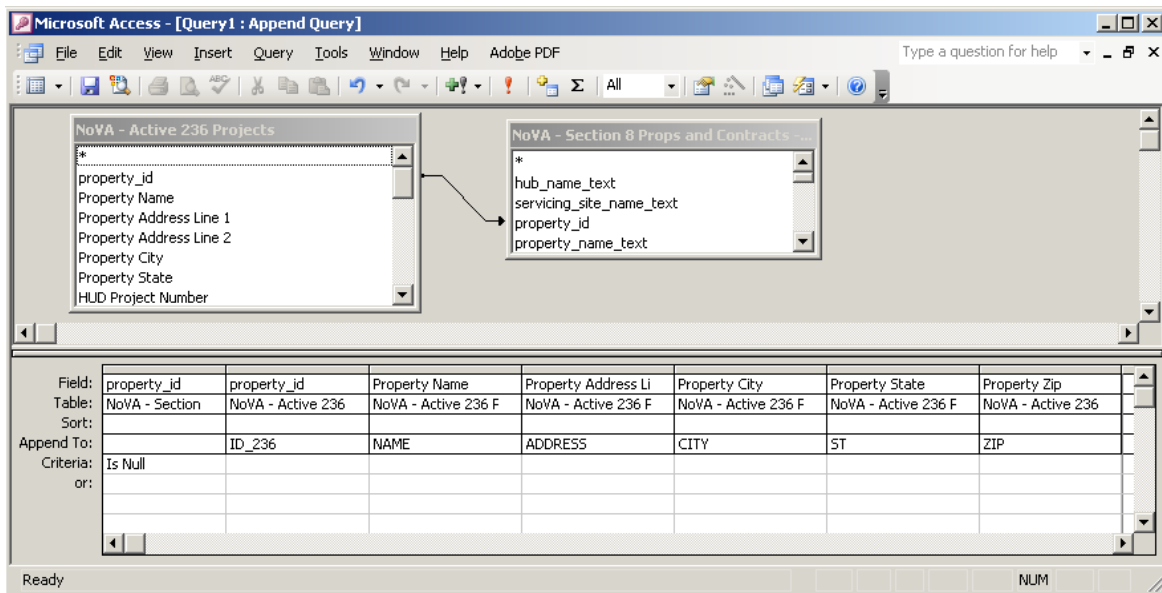 Microsoft Access - [Query1 : Append Query]
File Edit View Insert Query Tools Window Help Adobe PDF Type a question for help
ABC Σ All
NoVA - Active 236 Projects
*
property_id
Property Name
Property Address Line 1
Property Address Line 2
Property City
Property State
HUD Project Number
NoVA - Section 8 Props and Contracts -...
*
hub_name_text
servicing_site_name_text
property_id
property_name_text
Field: property_id property_id Property Name Property Address Li Property City Property State Property Zip
Table: NoVA - Section NoVA - Active 236 NoVA - Active 236 F NoVA - Active 236 F NoVA - Active 236 F NoVA - Active 236 F NoVA - Active 236
Sort:
Append To: ID_236 NAME ADDRESS CITY ST ZIP
Criteria: Is Null
or:
Ready NUM